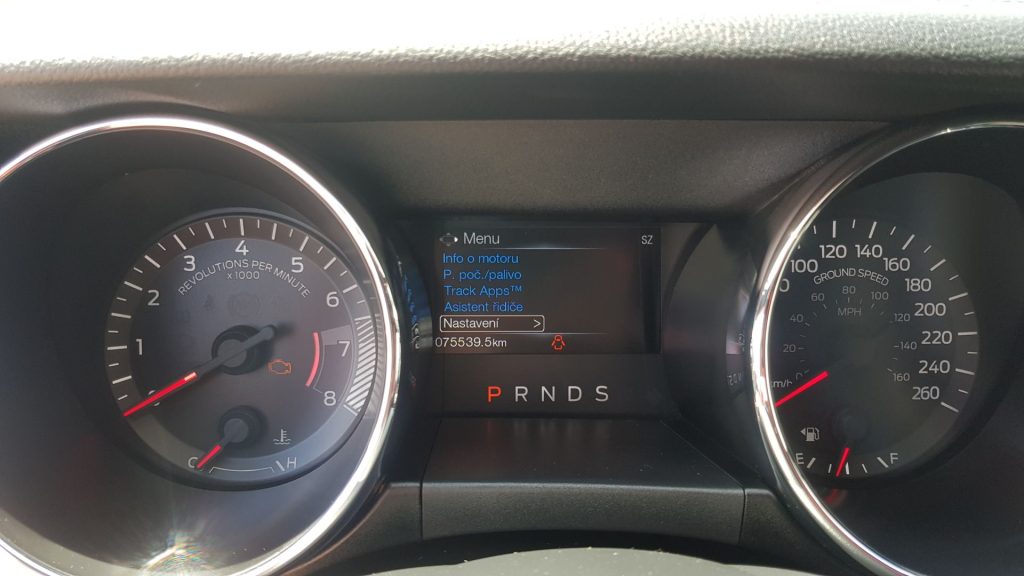 1
2
3
4
5
6
7
8
REVOLUTIONS PER MINUTE
x1000
C
H
Menu
SZ
Info o motoru
P. poč./palivo
Track Apps™
Asistent řidiče
Nastavení >
075539.5km
P R N D S
100
120
140
160
180
200
220
240
260
GROUND SPEED
km/h
20
40
60
80
100
120
140
160
MPH
E
F